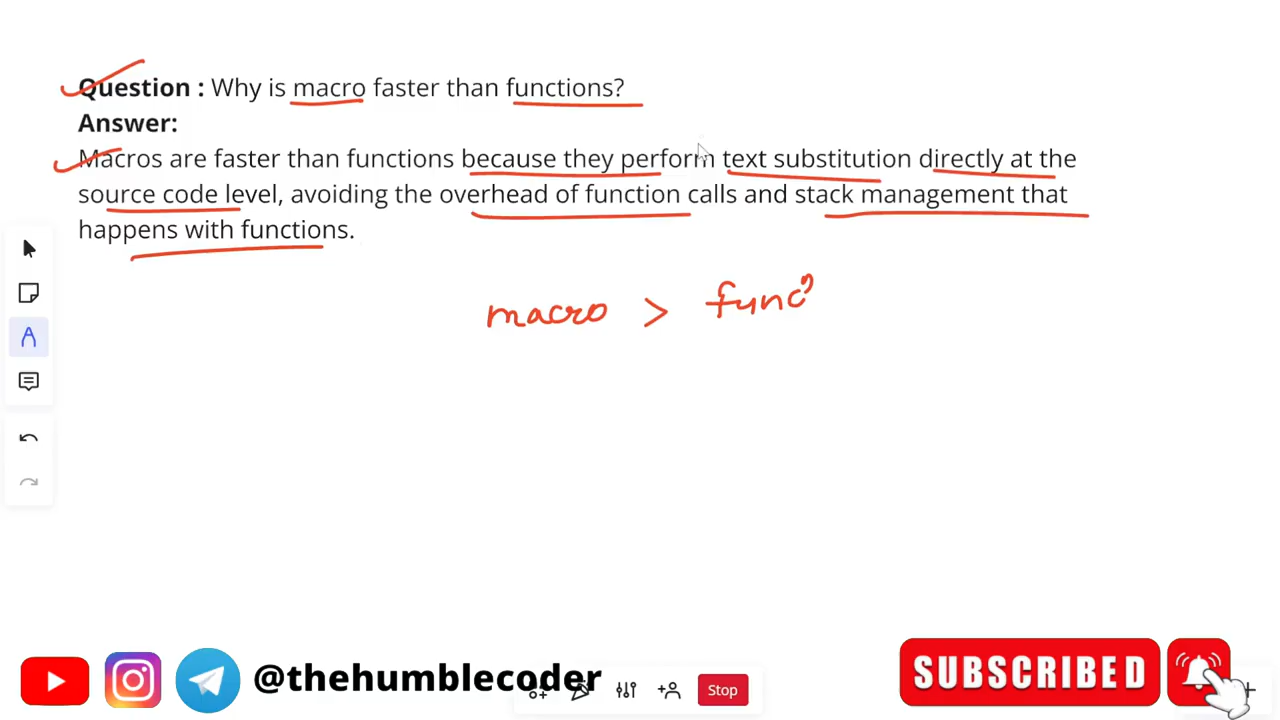 Question : Why is macro faster than functions?
Answer:
Macros are faster than functions because they perform text substitution directly at the
source code level, avoiding the overhead of function calls and stack management that
happens with functions.
macro > func
@thehumblecoder
Stop
SUBSCRIBED